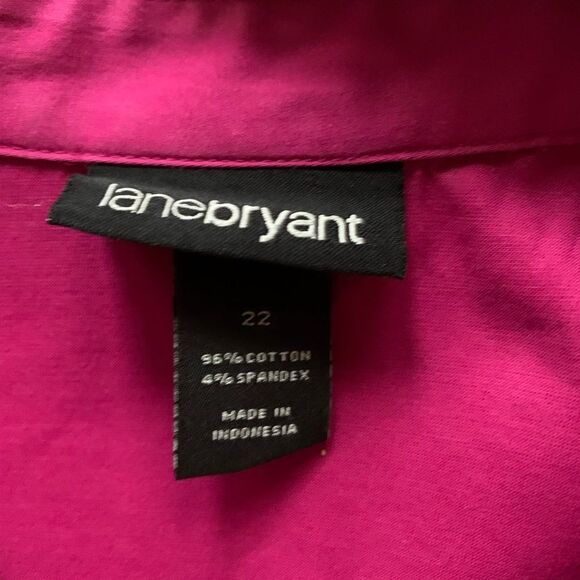 lanebryant
22
96% COTTON
4% SPANDEX
MADE IN
INDONESIA